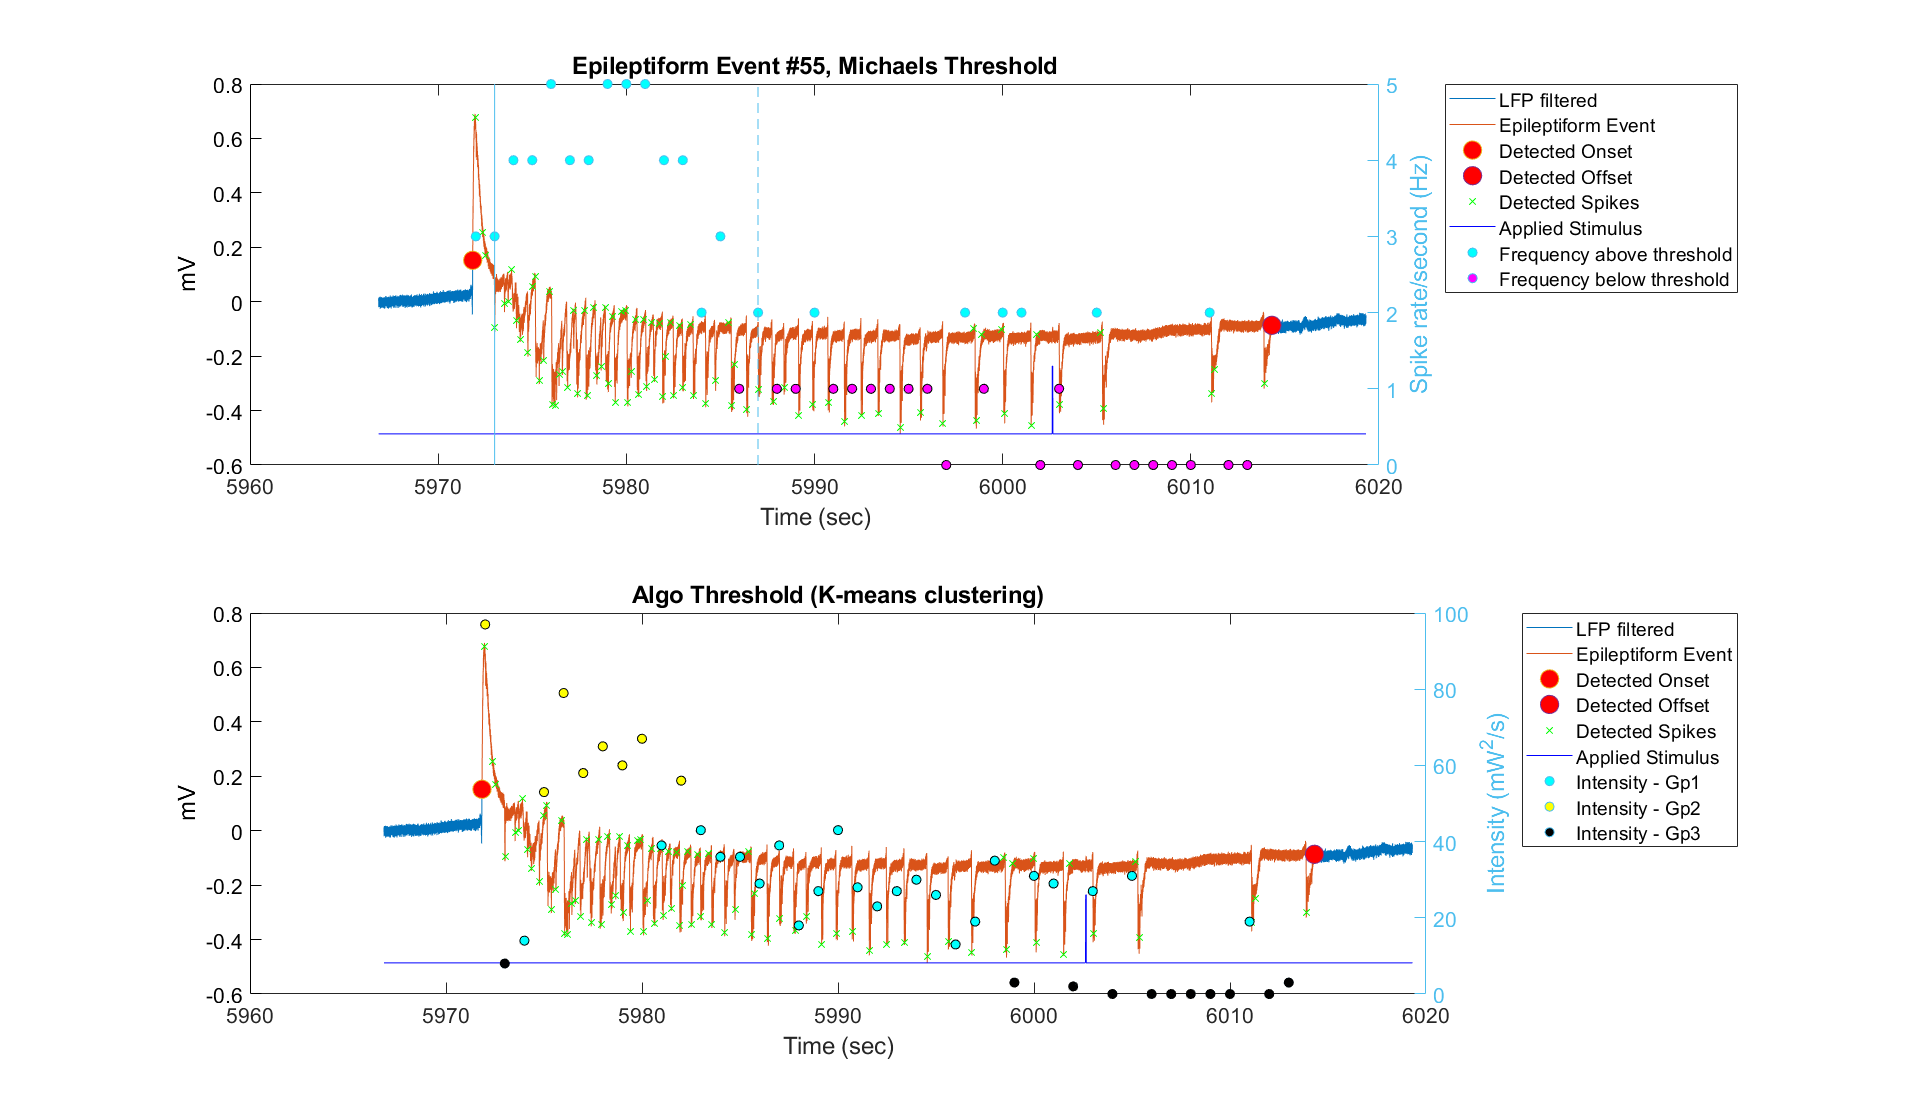 Epileptiform Event #55, Michaels Threshold
0.8
0.6
0.4
0.2
0
-0.2
-0.4
-0.6
mV
5960
5970
5980
5990
6000
6010
6020
Time (sec)
5
4
3
2
1
0
Spike rate/second (Hz)
LFP filtered
Epileptiform Event
Detected Onset
Detected Offset
Detected Spikes
Applied Stimulus
Frequency above threshold
Frequency below threshold
Algo Threshold (K-means clustering)
0.8
0.6
0.4
0.2
0
-0.2
-0.4
-0.6
mV
5960
5970
5980
5990
6000
6010
6020
Time (sec)
100
80
60
40
20
0
Intensity (mW²/s)
LFP filtered
Epileptiform Event
Detected Onset
Detected Offset
Detected Spikes
Applied Stimulus
Intensity - Gp1
Intensity - Gp2
Intensity - Gp3